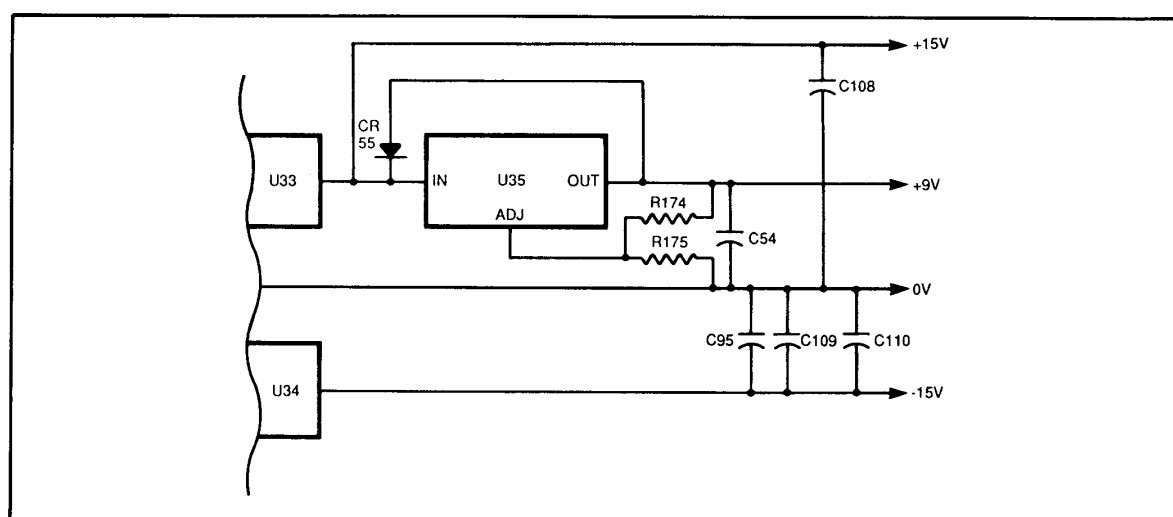 +15V
C108
CR
55
U33
IN
U35
OUT
+9V
ADJ
R174
R175
C54
0V
C95
C109
C110
U34
-15V